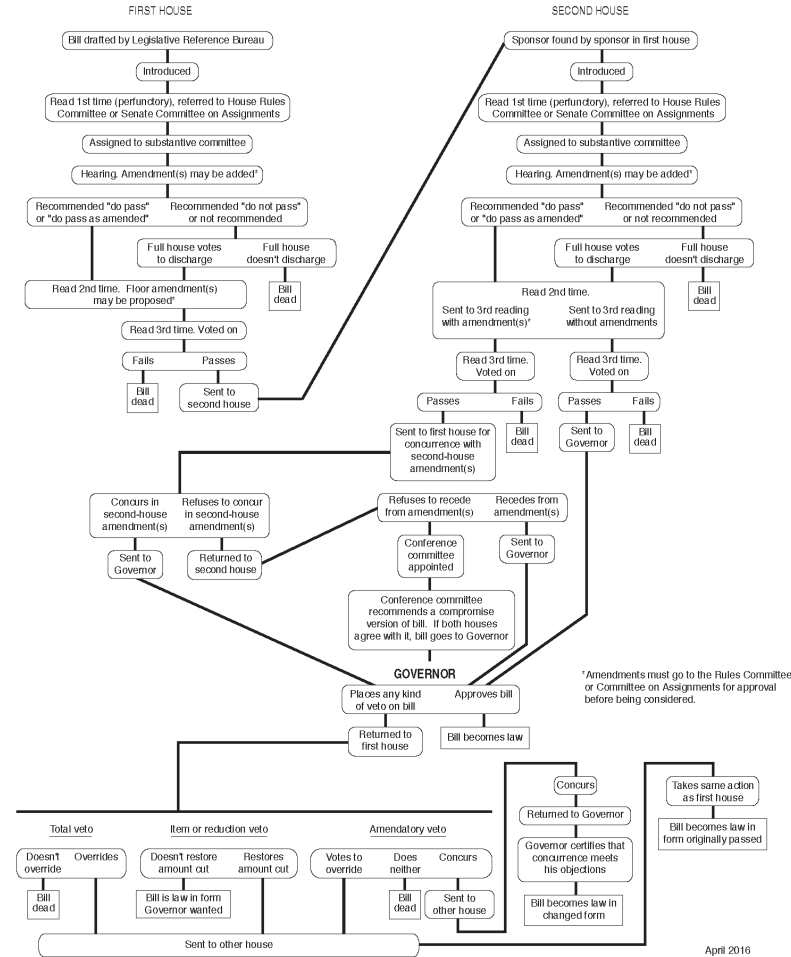 FIRST HOUSE
Bill drafted by Legislative Reference Bureau
Introduced
Read 1st time (perfunctory), referred to House Rules
Committee or Senate Committee on Assignments
Assigned to substantive committee
Hearing. Amendment(s) may be added*
Recommended "do pass"
or "do pass as amended"
Recommended "do not pass"
or not recommended
Full house votes
to discharge
Full house
doesn't discharge
Read 2nd time. Floor amendment(s)
may be proposed*
Bill
dead
Read 3rd time. Voted on
Fails
Passes
Bill
dead
Sent to
second house
SECOND HOUSE
Sponsor found by sponsor in first house
Introduced
Read 1st time (perfunctory), referred to House Rules
Committee or Senate Committee on Assignments
Assigned to substantive committee
Hearing. Amendment(s) may be added*
Recommended "do pass"
or "do pass as amended"
Recommended "do not pass"
or not recommended
Full house votes
to discharge
Full house
doesn't discharge
Bill
dead
Read 2nd time.
Sent to 3rd reading
with amendment(s)*
Sent to 3rd reading
without amendments
Read 3rd time.
Voted on
Read 3rd time.
Voted on
Passes
Fails
Passes
Fails
Sent to first house for
concurrence with
second-house
amendment(s)
Bill
dead
Sent to
Governor
Bill
dead
Concurs in
second-house
amendment(s)
Refuses to concur
in second-house
amendment(s)
Sent to
Governor
Returned to
second house
Refuses to recede
from amendment(s)
Recedes from
amendment(s)
Conference
committee
appointed
Sent to
Governor
Conference committee
recommends a compromise
version of bill. If both houses
agree with it, bill goes to Governor
GOVERNOR
Places any kind
of veto on bill
Approves bill
Returned to
first house
Bill becomes law
*Amendments must go to the Rules Committee
or Committee on Assignments for approval
before being considered.
Total veto
Doesn't
override
Overrides
Bill
dead
Item or reduction veto
Doesn't restore
amount cut
Restores
amount cut
Bill is law in form
Governor wanted
Amendatory veto
Votes to
override
Does
neither
Concurs
Bill
dead
Sent to
other house
Sent to other house
Concurs
Returned to Governor
Governor certifies that
concurrence meets
his objections
Bill becomes law in
changed form
Takes same action
as first house
Bill becomes law in
form originally passed
April 2016